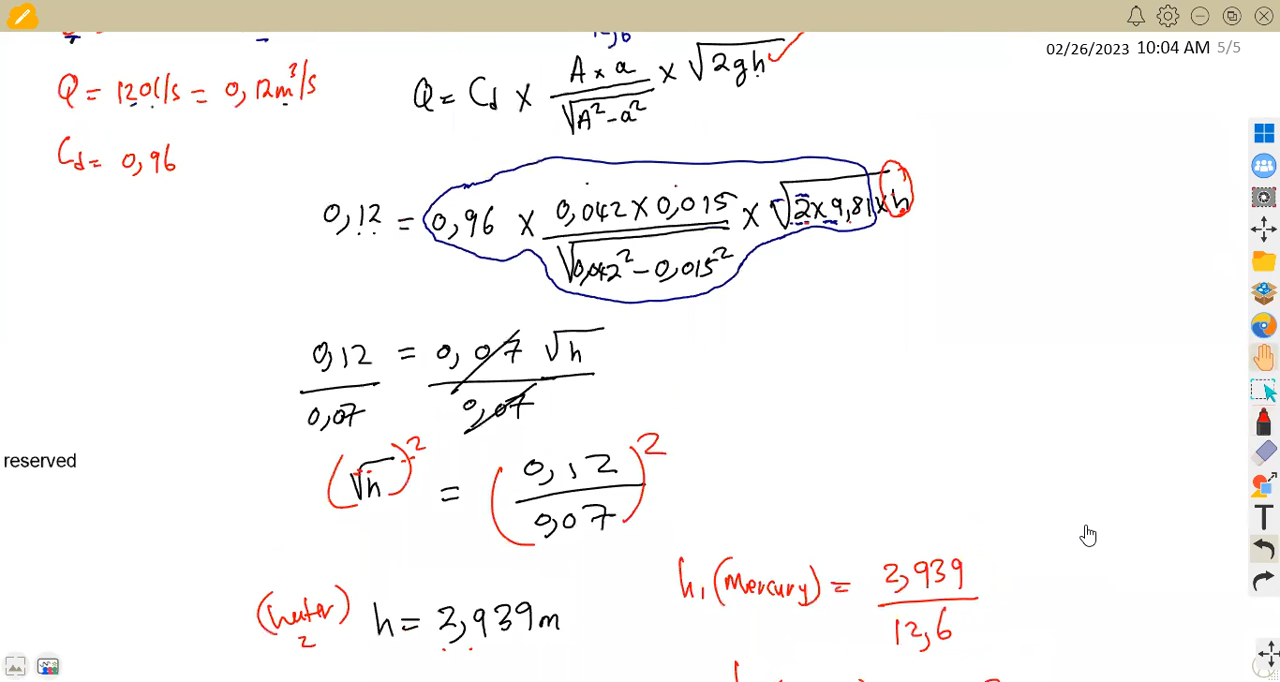 02/26/2023 10:04 AM 5/5
12,6
Q = 120l/s = 0,12m³/s
Q = Cd × A × a / √A² - a² × √2gh ✓
Cd = 0,96
0,12 = 0,96 × 0,042 × 0,015 / √0,042² - 0,015² × √2 × 9,81 × h
0,12 / 0,07 = 0,07 √h / 0,07
reserved
(√h)² = (0,12 / 0,07)²
h₁ (Mercury) = 2,939 / 12,6
h = 2,939m